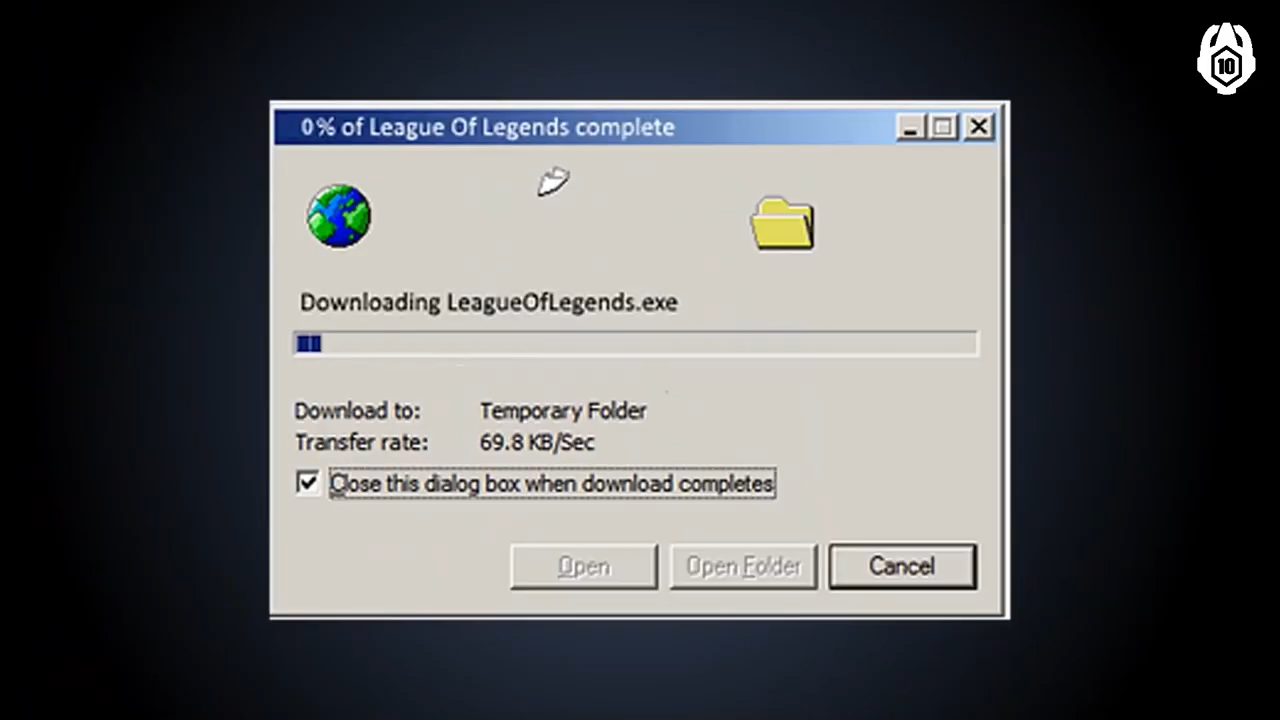 10
0% of League Of Legends complete
Downloading LeagueOfLegends.exe
Download to: Temporary Folder
Transfer rate: 69.8 KB/Sec
Close this dialog box when download completes
Open Open Folder Cancel